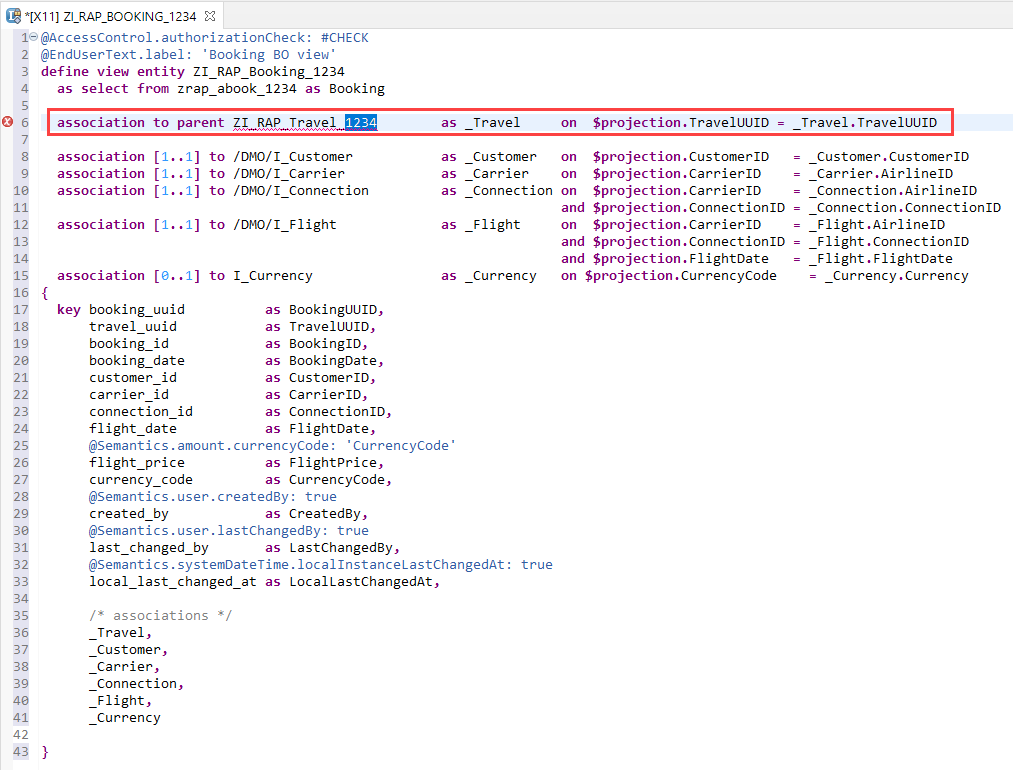 *[X11] ZI_RAP_BOOKING_1234
1 @AccessControl.authorizationCheck: #CHECK
2 @EndUserText.label: 'Booking BO view'
3 define view entity ZI_RAP_Booking_1234
4   as select from zrap_abook_1234 as Booking
5
6   association to parent ZI_RAP_Travel_1234        as _Travel     on  $projection.TravelUUID = _Travel.TravelUUID
7
8   association [1..1] to /DMO/I_Customer           as _Customer   on  $projection.CustomerID   = _Customer.CustomerID
9   association [1..1] to /DMO/I_Carrier            as _Carrier    on  $projection.CarrierID    = _Carrier.AirlineID
10   association [1..1] to /DMO/I_Connection         as _Connection on  $projection.CarrierID    = _Connection.AirlineID
11                                                                  and $projection.ConnectionID = _Connection.ConnectionID
12   association [1..1] to /DMO/I_Flight             as _Flight     on  $projection.CarrierID    = _Flight.AirlineID
13                                                                  and $projection.ConnectionID = _Flight.ConnectionID
14                                                                  and $projection.FlightDate   = _Flight.FlightDate
15   association [0..1] to I_Currency                as _Currency   on $projection.CurrencyCode    = _Currency.Currency
16 {
17   key booking_uuid          as BookingUUID,
18       travel_uuid           as TravelUUID,
19       booking_id            as BookingID,
20       booking_date          as BookingDate,
21       customer_id           as CustomerID,
22       carrier_id            as CarrierID,
23       connection_id         as ConnectionID,
24       flight_date           as FlightDate,
25       @Semantics.amount.currencyCode: 'CurrencyCode'
26       flight_price          as FlightPrice,
27       currency_code         as CurrencyCode,
28       @Semantics.user.createdBy: true
29       created_by            as CreatedBy,
30       @Semantics.user.lastChangedBy: true
31       last_changed_by       as LastChangedBy,
32       @Semantics.systemDateTime.localInstanceLastChangedAt: true
33       local_last_changed_at as LocalLastChangedAt,
34
35       /* associations */
36       _Travel,
37       _Customer,
38       _Carrier,
39       _Connection,
40       _Flight,
41       _Currency
42
43 }